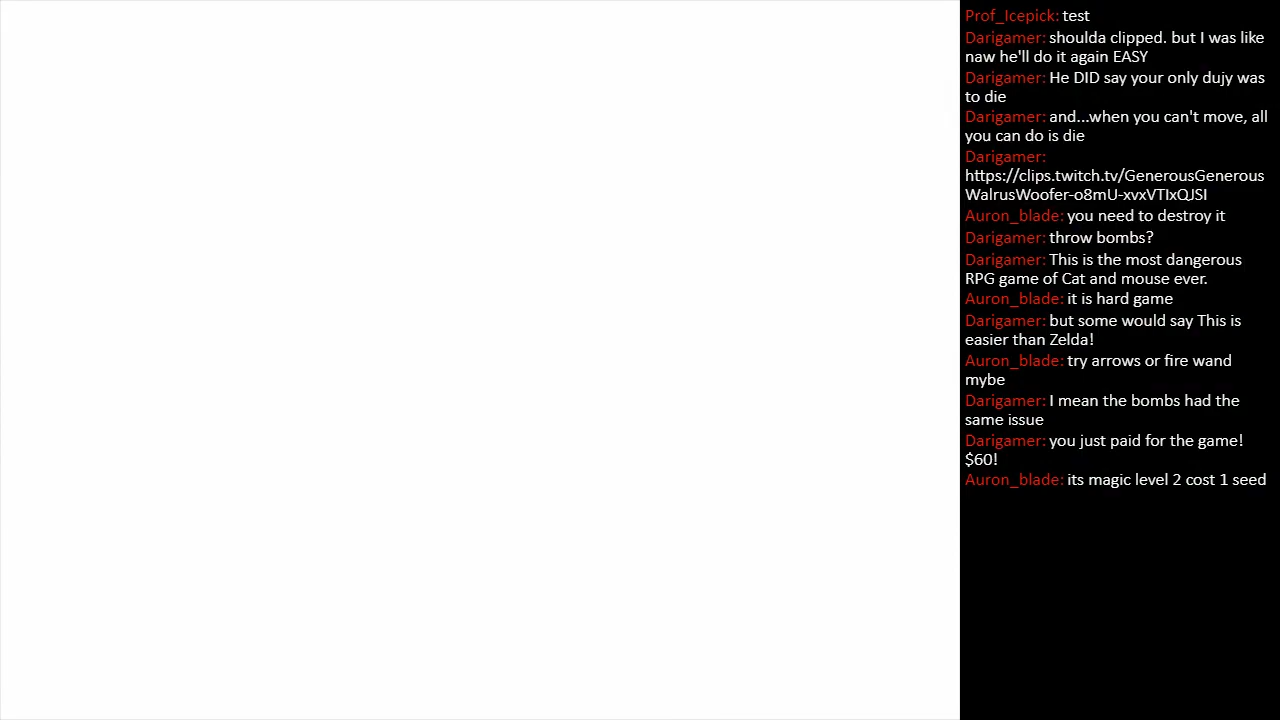 Prof_Icepick: test
Darigamer: shoulda clipped. but I was like
naw he'll do it again EASY
Darigamer: He DID say your only dujy was
to die
Darigamer: and...when you can't move, all
you can do is die
Darigamer:
https://clips.twitch.tv/GenerousGenerous
WalrusWoofer-o8mU-xvxVTIxQJSI
Auron_blade: you need to destroy it
Darigamer: throw bombs?
Darigamer: This is the most dangerous
RPG game of Cat and mouse ever.
Auron_blade: it is hard game
Darigamer: but some would say This is
easier than Zelda!
Auron_blade: try arrows or fire wand
mybe
Darigamer: I mean the bombs had the
same issue
Darigamer: you just paid for the game!
$60!
Auron_blade: its magic level 2 cost 1 seed